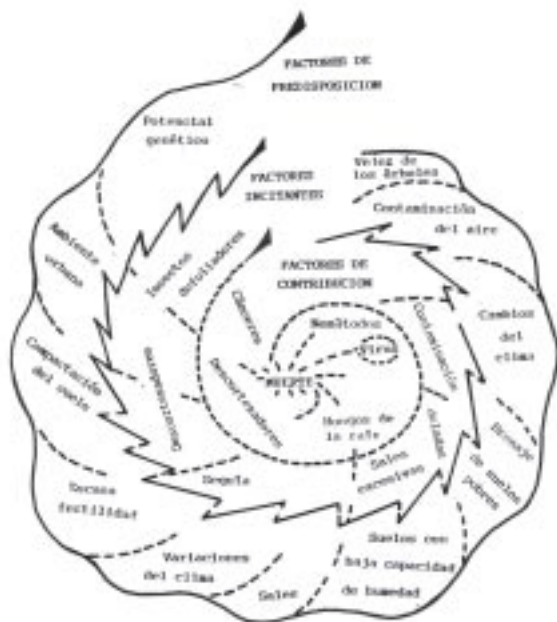 FACTORES DE
PREDISPOSICION
Potencial
genético
FACTORES
INCITANTES
Vejez de
los árboles
Contaminación
del aire
Ambiente
urbano
Insectos
defoliadores
FACTORES DE
CONTRIBUCION
Cánceres
Nemátodos
Virus
MUERTE
Contaminación
Cambios
del
clima
Compactación
del suelo
Descortezadores
Hongos de
la raíz
Sales
excesivas
Drenaje
de suelos
pobres
Escasa
fertilidad
Sequía
Variaciones
del clima
Sales
Suelos con
baja capacidad
de humedad